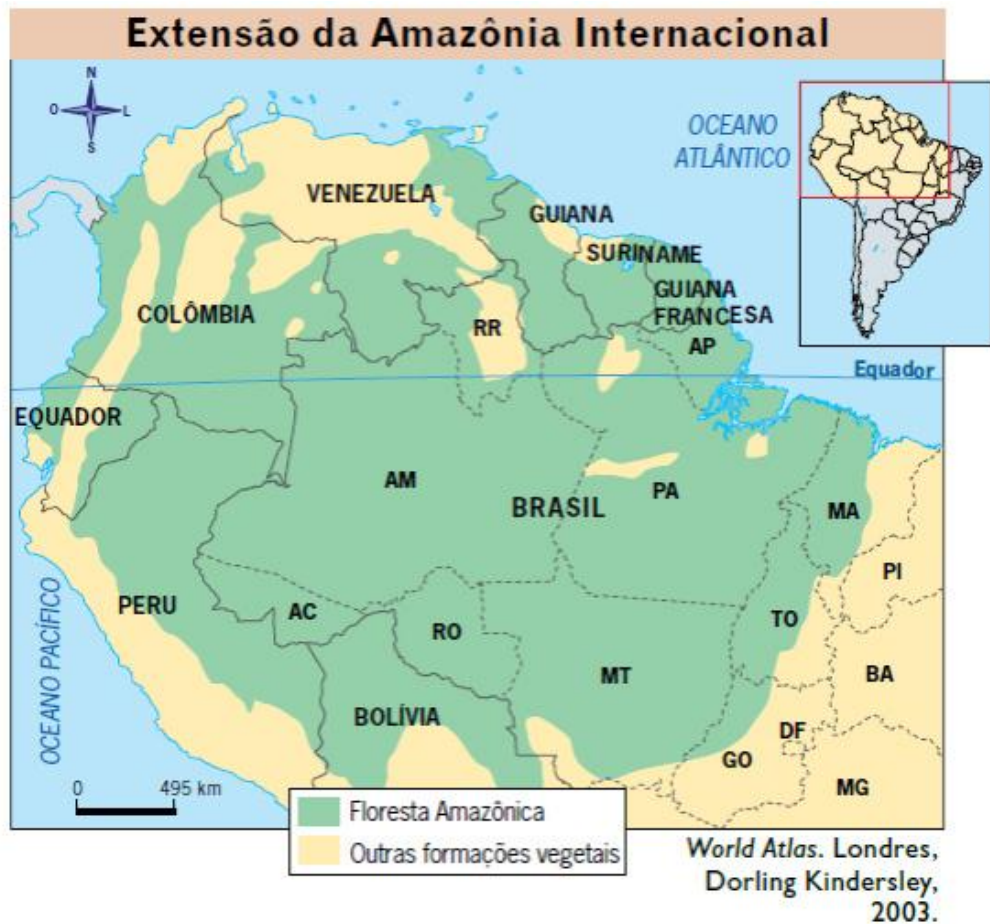 Extensão da Amazônia Internacional
N
O
L
S
OCEANO
ATLÂNTICO
VENEZUELA
GUIANA
SURINAME
GUIANA
FRANCESA
COLÔMBIA
RR
AP
Equador
EQUADOR
AM
BRASIL
PA
MA
PI
PERU
AC
RO
TO
MT
BA
BOLÍVIA
DF
GO
MG
OCEANO PACÍFICO
0 495 km
Floresta Amazônica
Outras formações vegetais
World Atlas. Londres,
Dorling Kindersley,
2003.